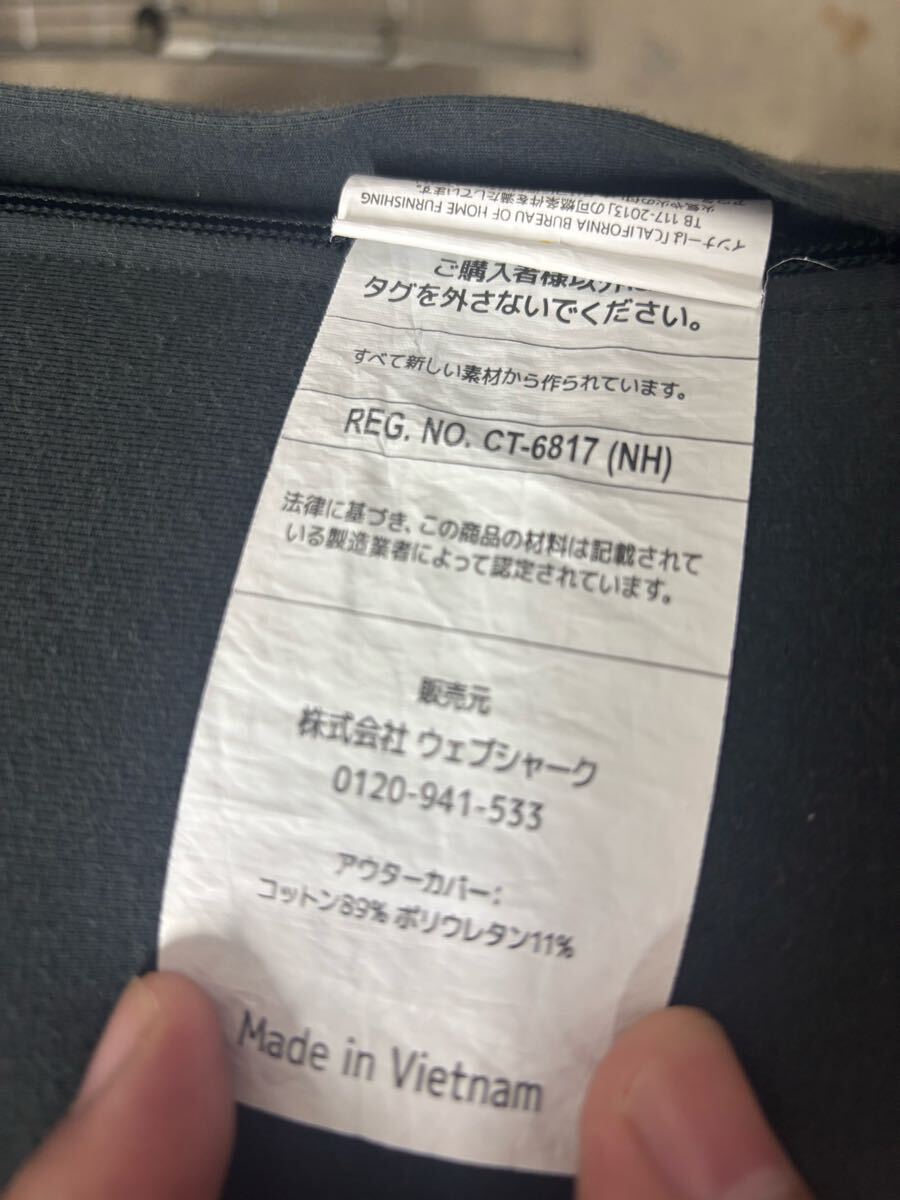 インナーは「CALIFORNIA BUREAU OF HOME FURNISHING
TB 117-2013」の可燃条件を満たしています。
ご購入者様以外は
タグを外さないでください。
すべて新しい素材から作られています。
REG. NO. CT-6817 (NH)
法律に基づき、この商品の材料は記載されて
いる製造業者によって認定されています。
販売元
株式会社 ウェブシャーク
0120-941-533
アウターカバー:
コットン89% ポリウレタン11%
Made in Vietnam